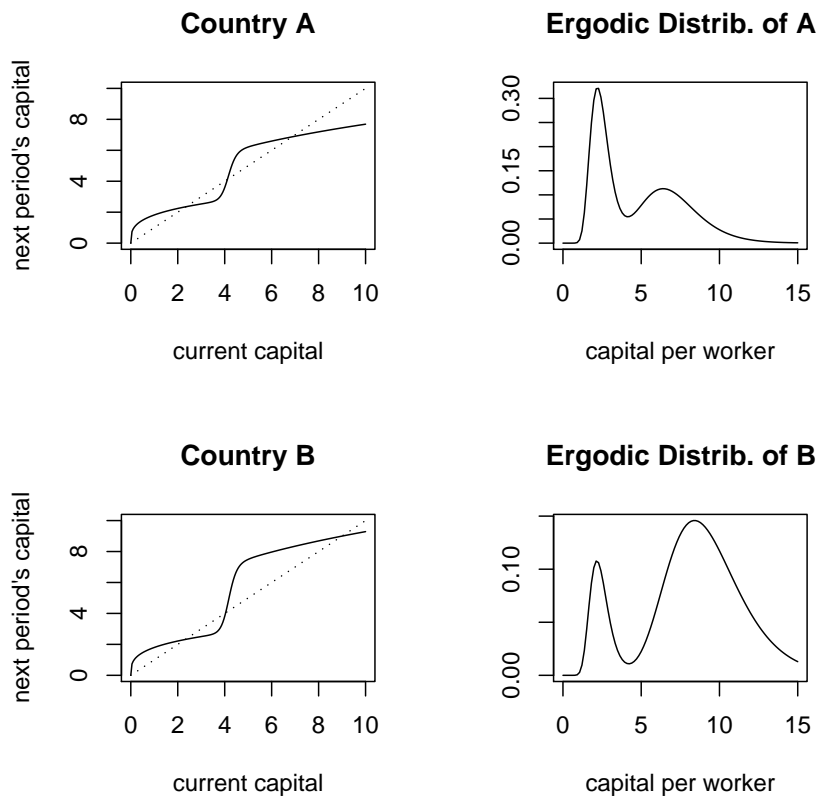 Country A
next period's capital
0 4 8
0 2 4 6 8 10
current capital
Ergodic Distrib. of A
0.00 0.15 0.30
0 5 10 15
capital per worker
Country B
next period's capital
0 4 8
0 2 4 6 8 10
current capital
Ergodic Distrib. of B
0.00 0.10
0 5 10 15
capital per worker